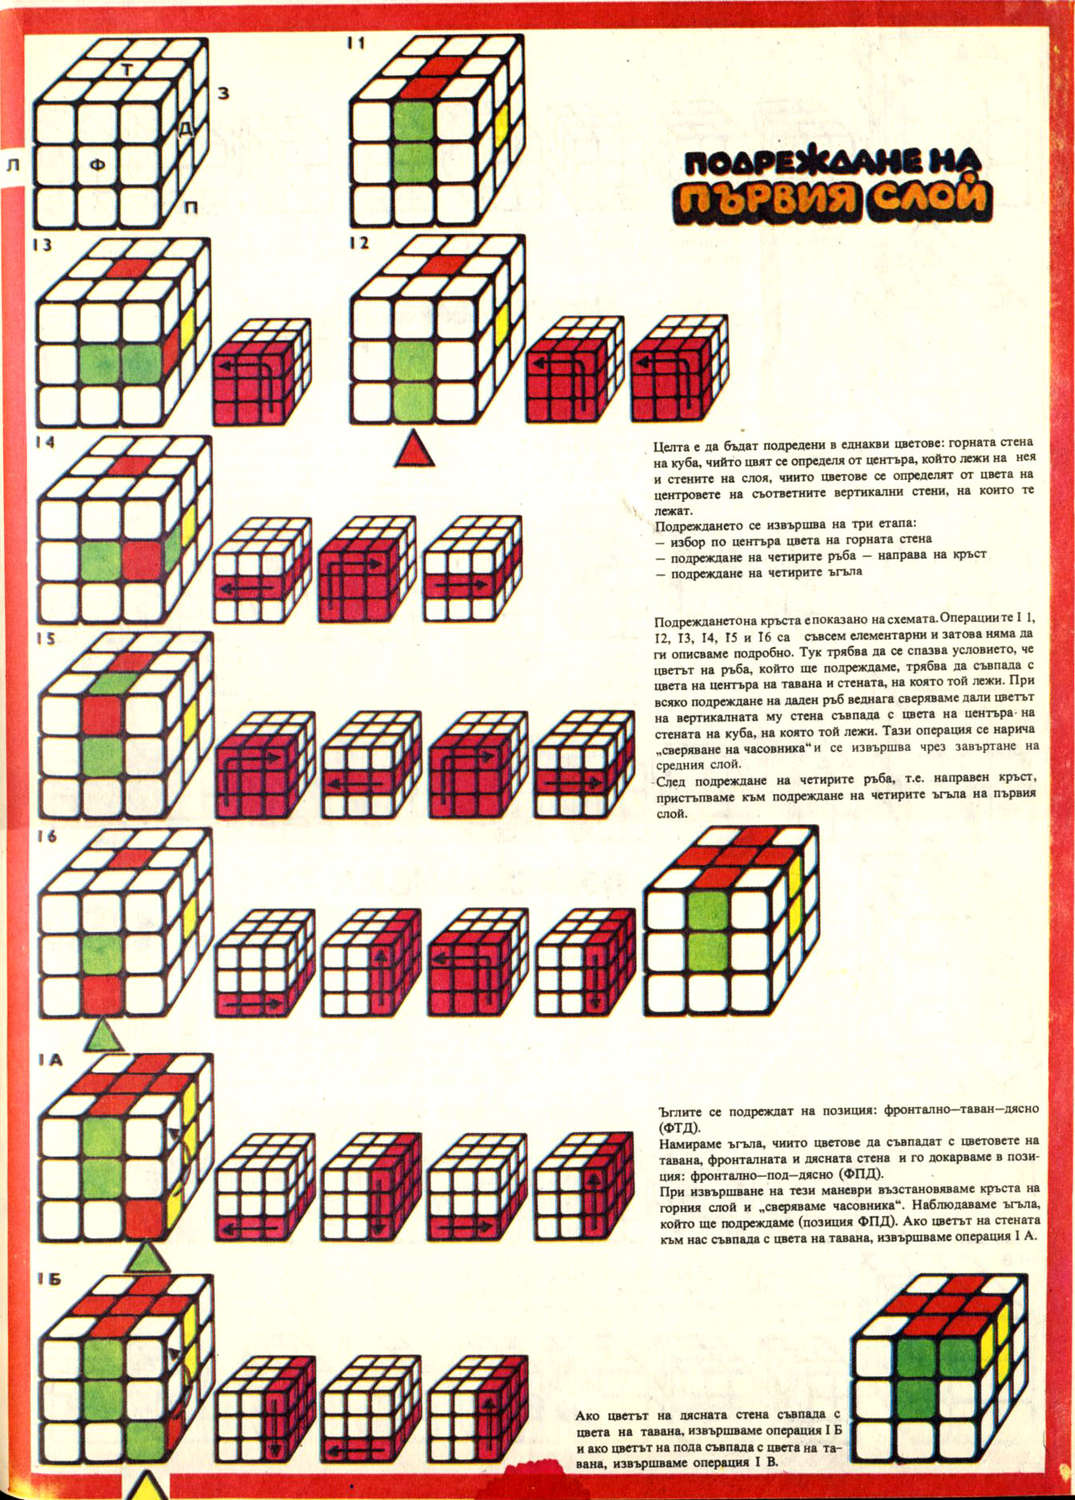 Т
З
Д
Л
Ф
П
I1
ПОДРЕЖДАНЕ НА
ПЪРВИЯ СЛОЙ
I3
I2
I4
Целта е да бъдат подредени в еднакви цветове: горната стена
на куба, чийто цвят се определя от центъра, който лежи на нея
и стените на слоя, чиито цветове се определят от цвета на
центровете на съответните вертикални стени, на които те
лежат.
Подреждането се извършва на три етапа:
— избор по центъра цвета на горната стена
— подреждане на четирите ръба — направа на кръст
— подреждане на четирите ъгъла
I5
Подреждането на кръста е показано на схемата. Операциите I 1,
I2, I3, I4, I5 и I6 са съвсем елементарни и затова няма да
ги описваме подробно. Тук трябва да се спазва условието, че
цветът на ръба, който ще подреждаме, трябва да съвпада с
цвета на центъра на тавана и стената, на която той лежи. При
всяко подреждане на даден ръб веднага сверяваме дали цветът
на вертикалната му стена съвпада с цвета на центъра на
стената на куба, на която той лежи. Тази операция се нарича
„сверяване на часовника“ и се извършва чрез завъртане на
средния слой.
След подреждане на четирите ръба, т.е. направен кръст,
пристъпваме към подреждане на четирите ъгъла на първия
слой.
I6
I А
Ъглите се подреждат на позиция: фронтално—таван—дясно
(ФТД).
Намираме ъгъла, чиито цветове да съвпадат с цветовете на
тавана, фронталната и дясната стена и го докарваме в пози-
ция: фронтално—под—дясно (ФПД).
При извършване на тези маневри възстановяваме кръста на
горния слой и „сверяваме часовника“. Наблюдаваме ъгъла,
който ще подреждаме (позиция ФПД). Ако цветът на стената
към нас съвпада с цвета на тавана, извършваме операция I А.
I Б
Ако цветът на дясната стена съвпада с
цвета на тавана, извършваме операция I Б
и ако цветът на пода съвпада с цвета на та-
вана, извършваме операция I В.